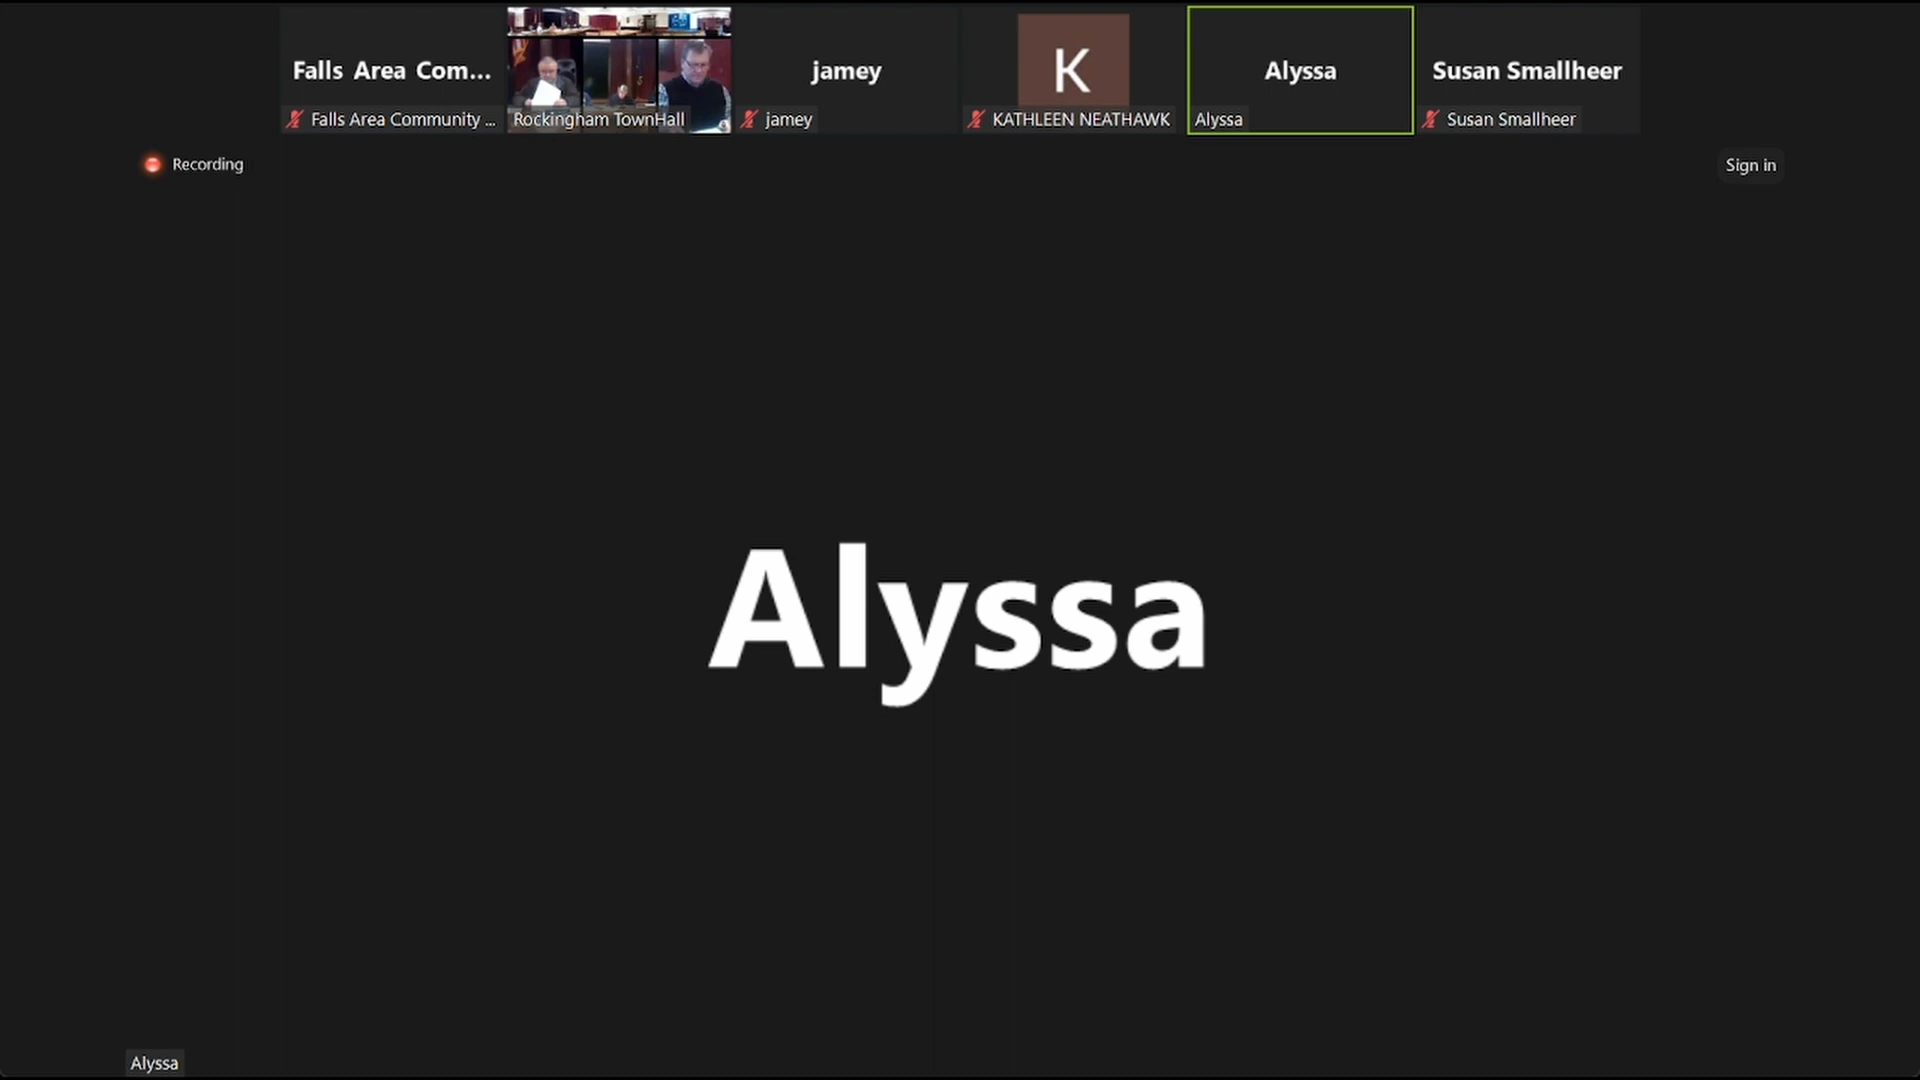 Falls Area Com...
jamey
K
Alyssa
Susan Smallheer
Falls Area Community ...
Rockingham TownHall
jamey
KATHLEEN NEATHAWK
Alyssa
Susan Smallheer
Recording
Sign in
Alyssa
Alyssa